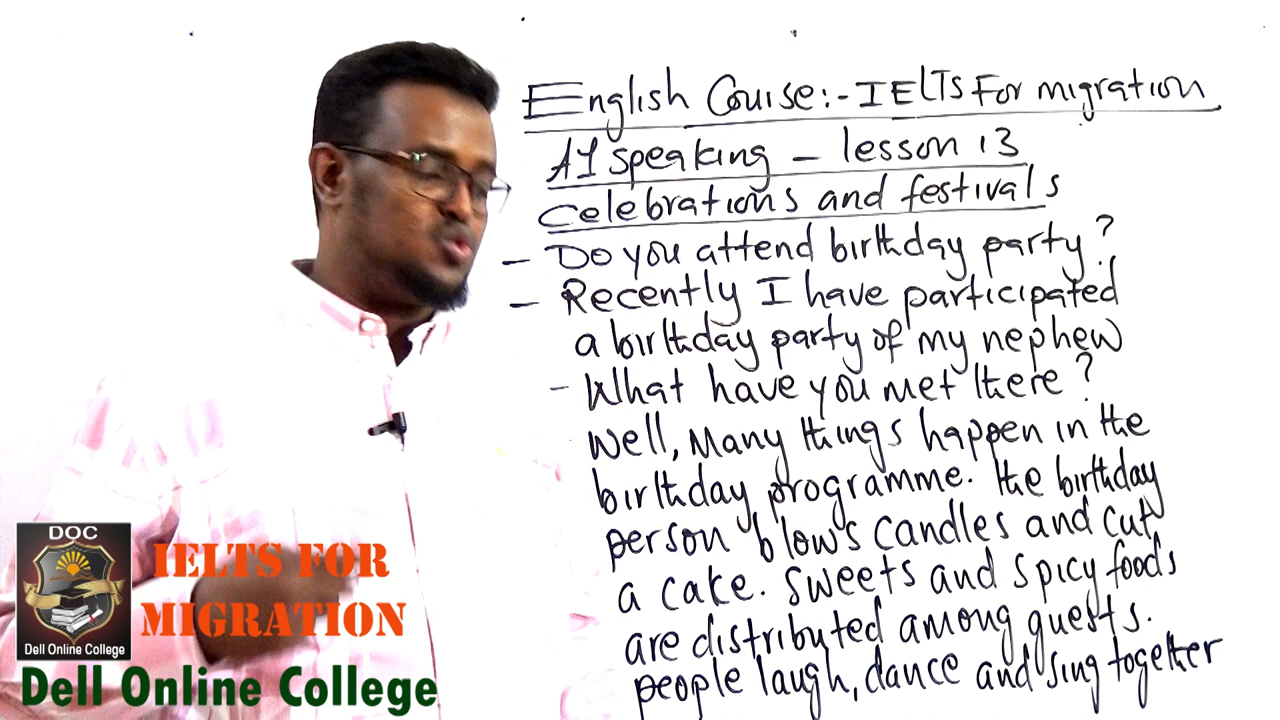 English Course:- IELTS For migration
AI speaking - lesson 13
Celebrations and festivals
- Do you attend birthday party?
- Recently I have participated
a birthday party of my nephew
- What have you met there?
Well, Many things happen in the
birthday programme. the birthday
person blows candles and cut
a cake. sweets and spicy foods
are distributed among guests.
people laugh, dance and sing together
DOC
Dell Online College
IELTS FOR
MIGRATION
Dell Online College